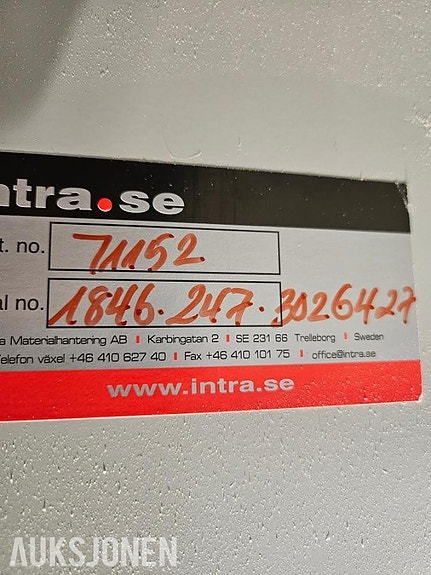 ntra.se
t. no. 71152
al no. 1846.247.3026427
a Materialhantering AB I Karbingatan 2 I SE 231 66 Trelleborg I Sweden
Telefon växel +46 410 627 40 I Fax +46 410 101 75 I office@intra.se
www.intra.se
AUKSJONEN